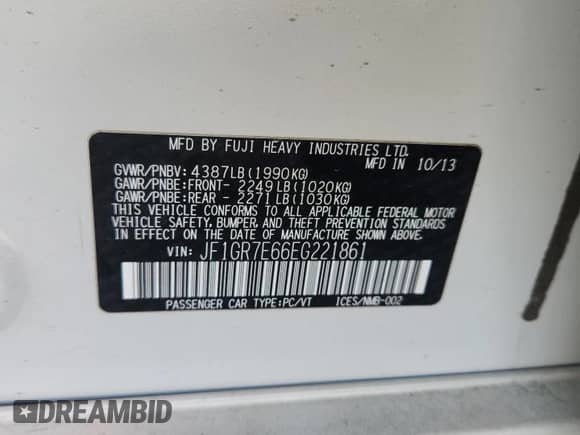 MFD BY FUJI HEAVY INDUSTRIES LTD.
MFD IN 10/13
GVWR/PNBV: 4387LB(1990KG)
GAWR/PNBE:FRONT- 2249LB(1020KG)
GAWR/PNBE:REAR - 2271LB(1030KG)
THIS VEHICLE CONFORMS TO ALL APPLICABLE FEDERAL MOTOR
VEHICLE SAFETY, BUMPER, AND THEFT PREVENTION STANDARDS
IN EFFECT ON THE DATE OF MANUFACTURE SHOWN ABOVE.
VIN: JF1GR7E66EG221861
PASSENGER CAR TYPE:PC/VT ICES/NMB-002
DREAMBID